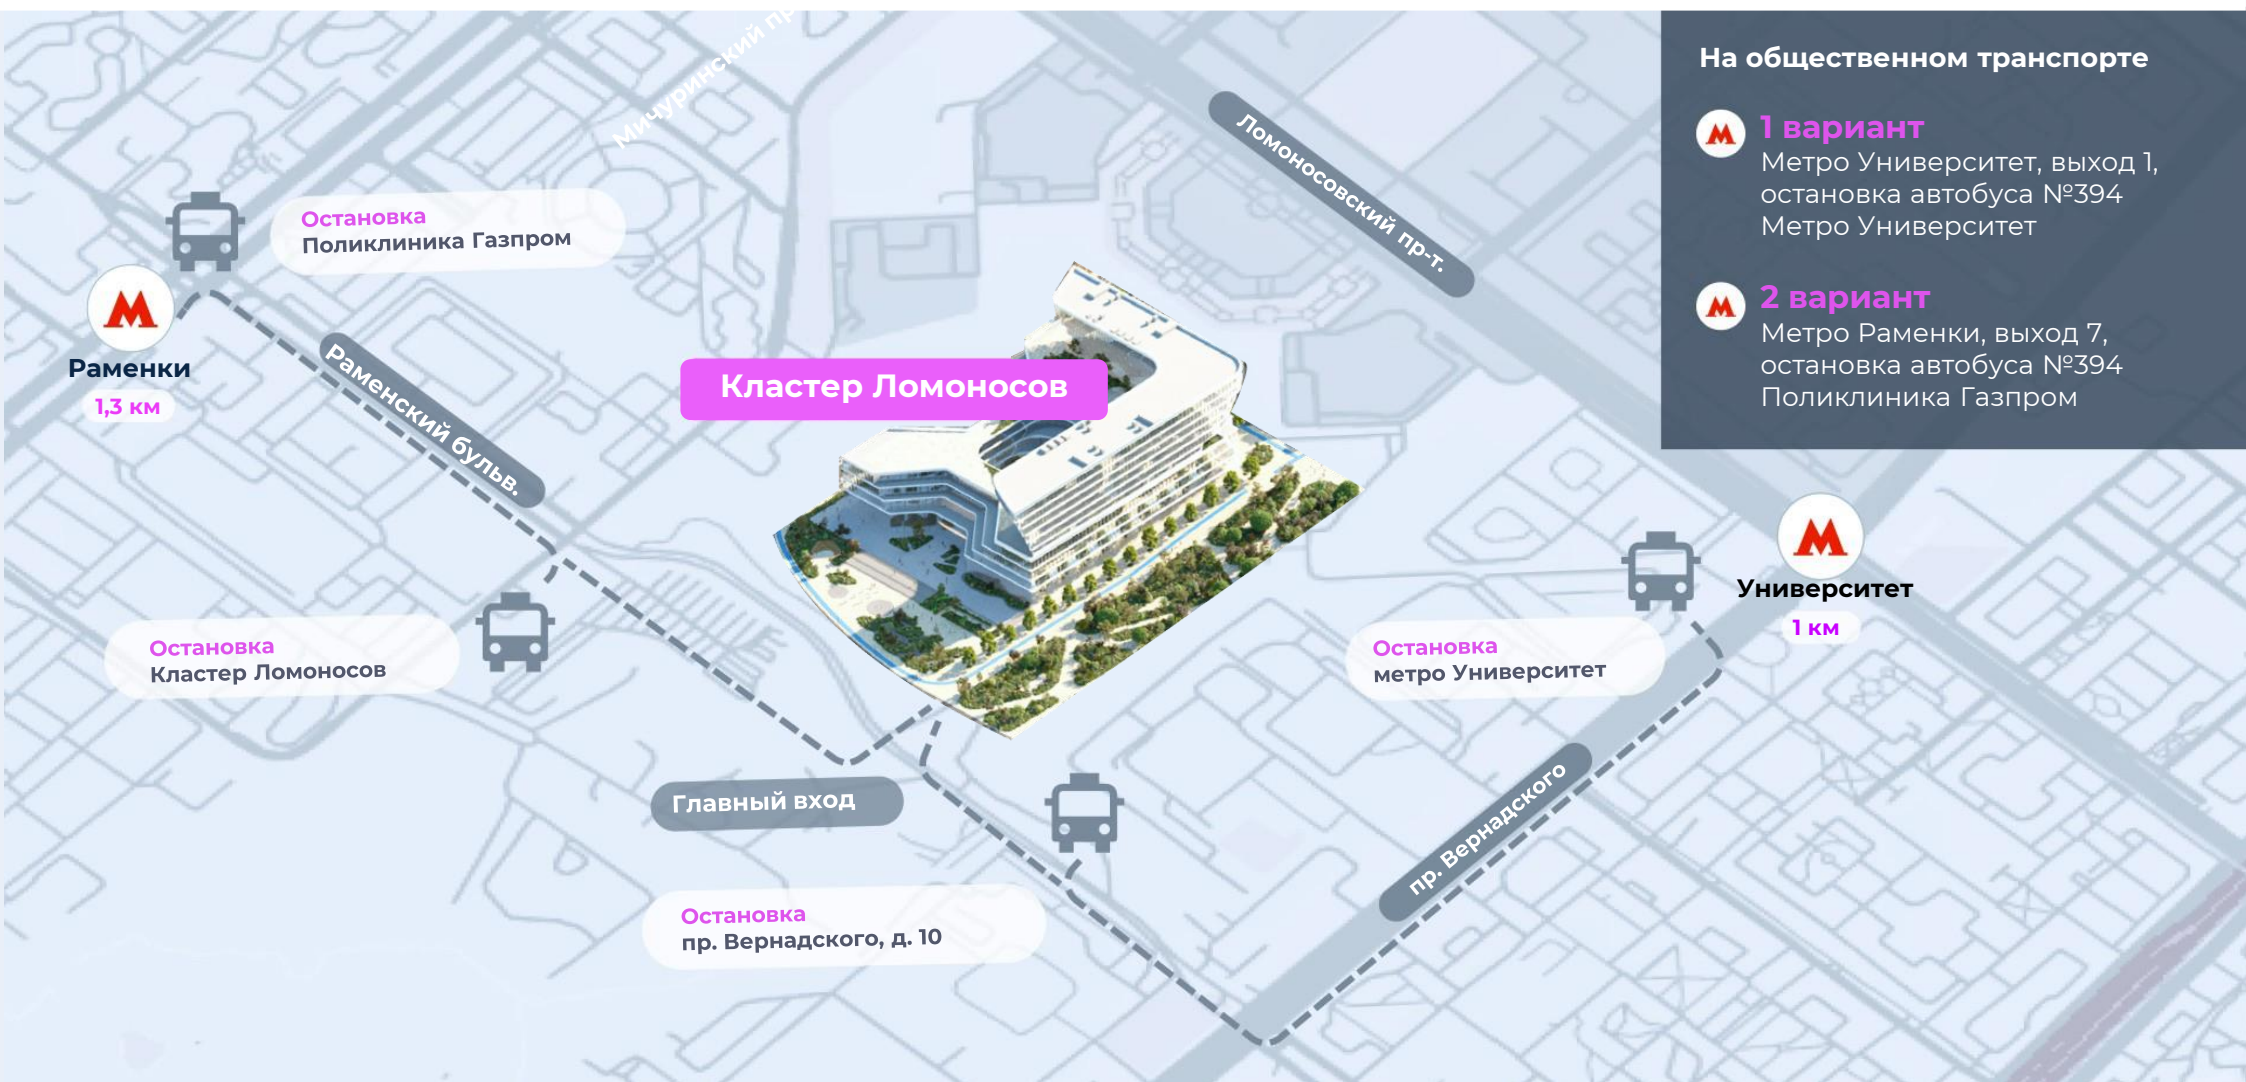 Мичуринский пр
Ломоносовский пр-т.
На общественном транспорте
1 вариант
Метро Университет, выход 1,
остановка автобуса №394
Метро Университет
2 вариант
Метро Раменки, выход 7,
остановка автобуса №394
Поликлиника Газпром
Остановка
Поликлиника Газпром
Раменки
1,3 км
Раменский бульв.
Кластер Ломоносов
Университет
1 км
Остановка
Кластер Ломоносов
Остановка
метро Университет
Главный вход
пр. Вернадского
Остановка
пр. Вернадского, д. 10